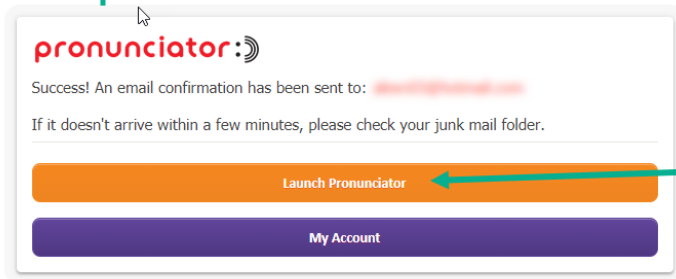 pronunciator:))
Success! An email confirmation has been sent to:
If it doesn't arrive within a few minutes, please check your junk mail folder.
Launch Pronunciator
My Account